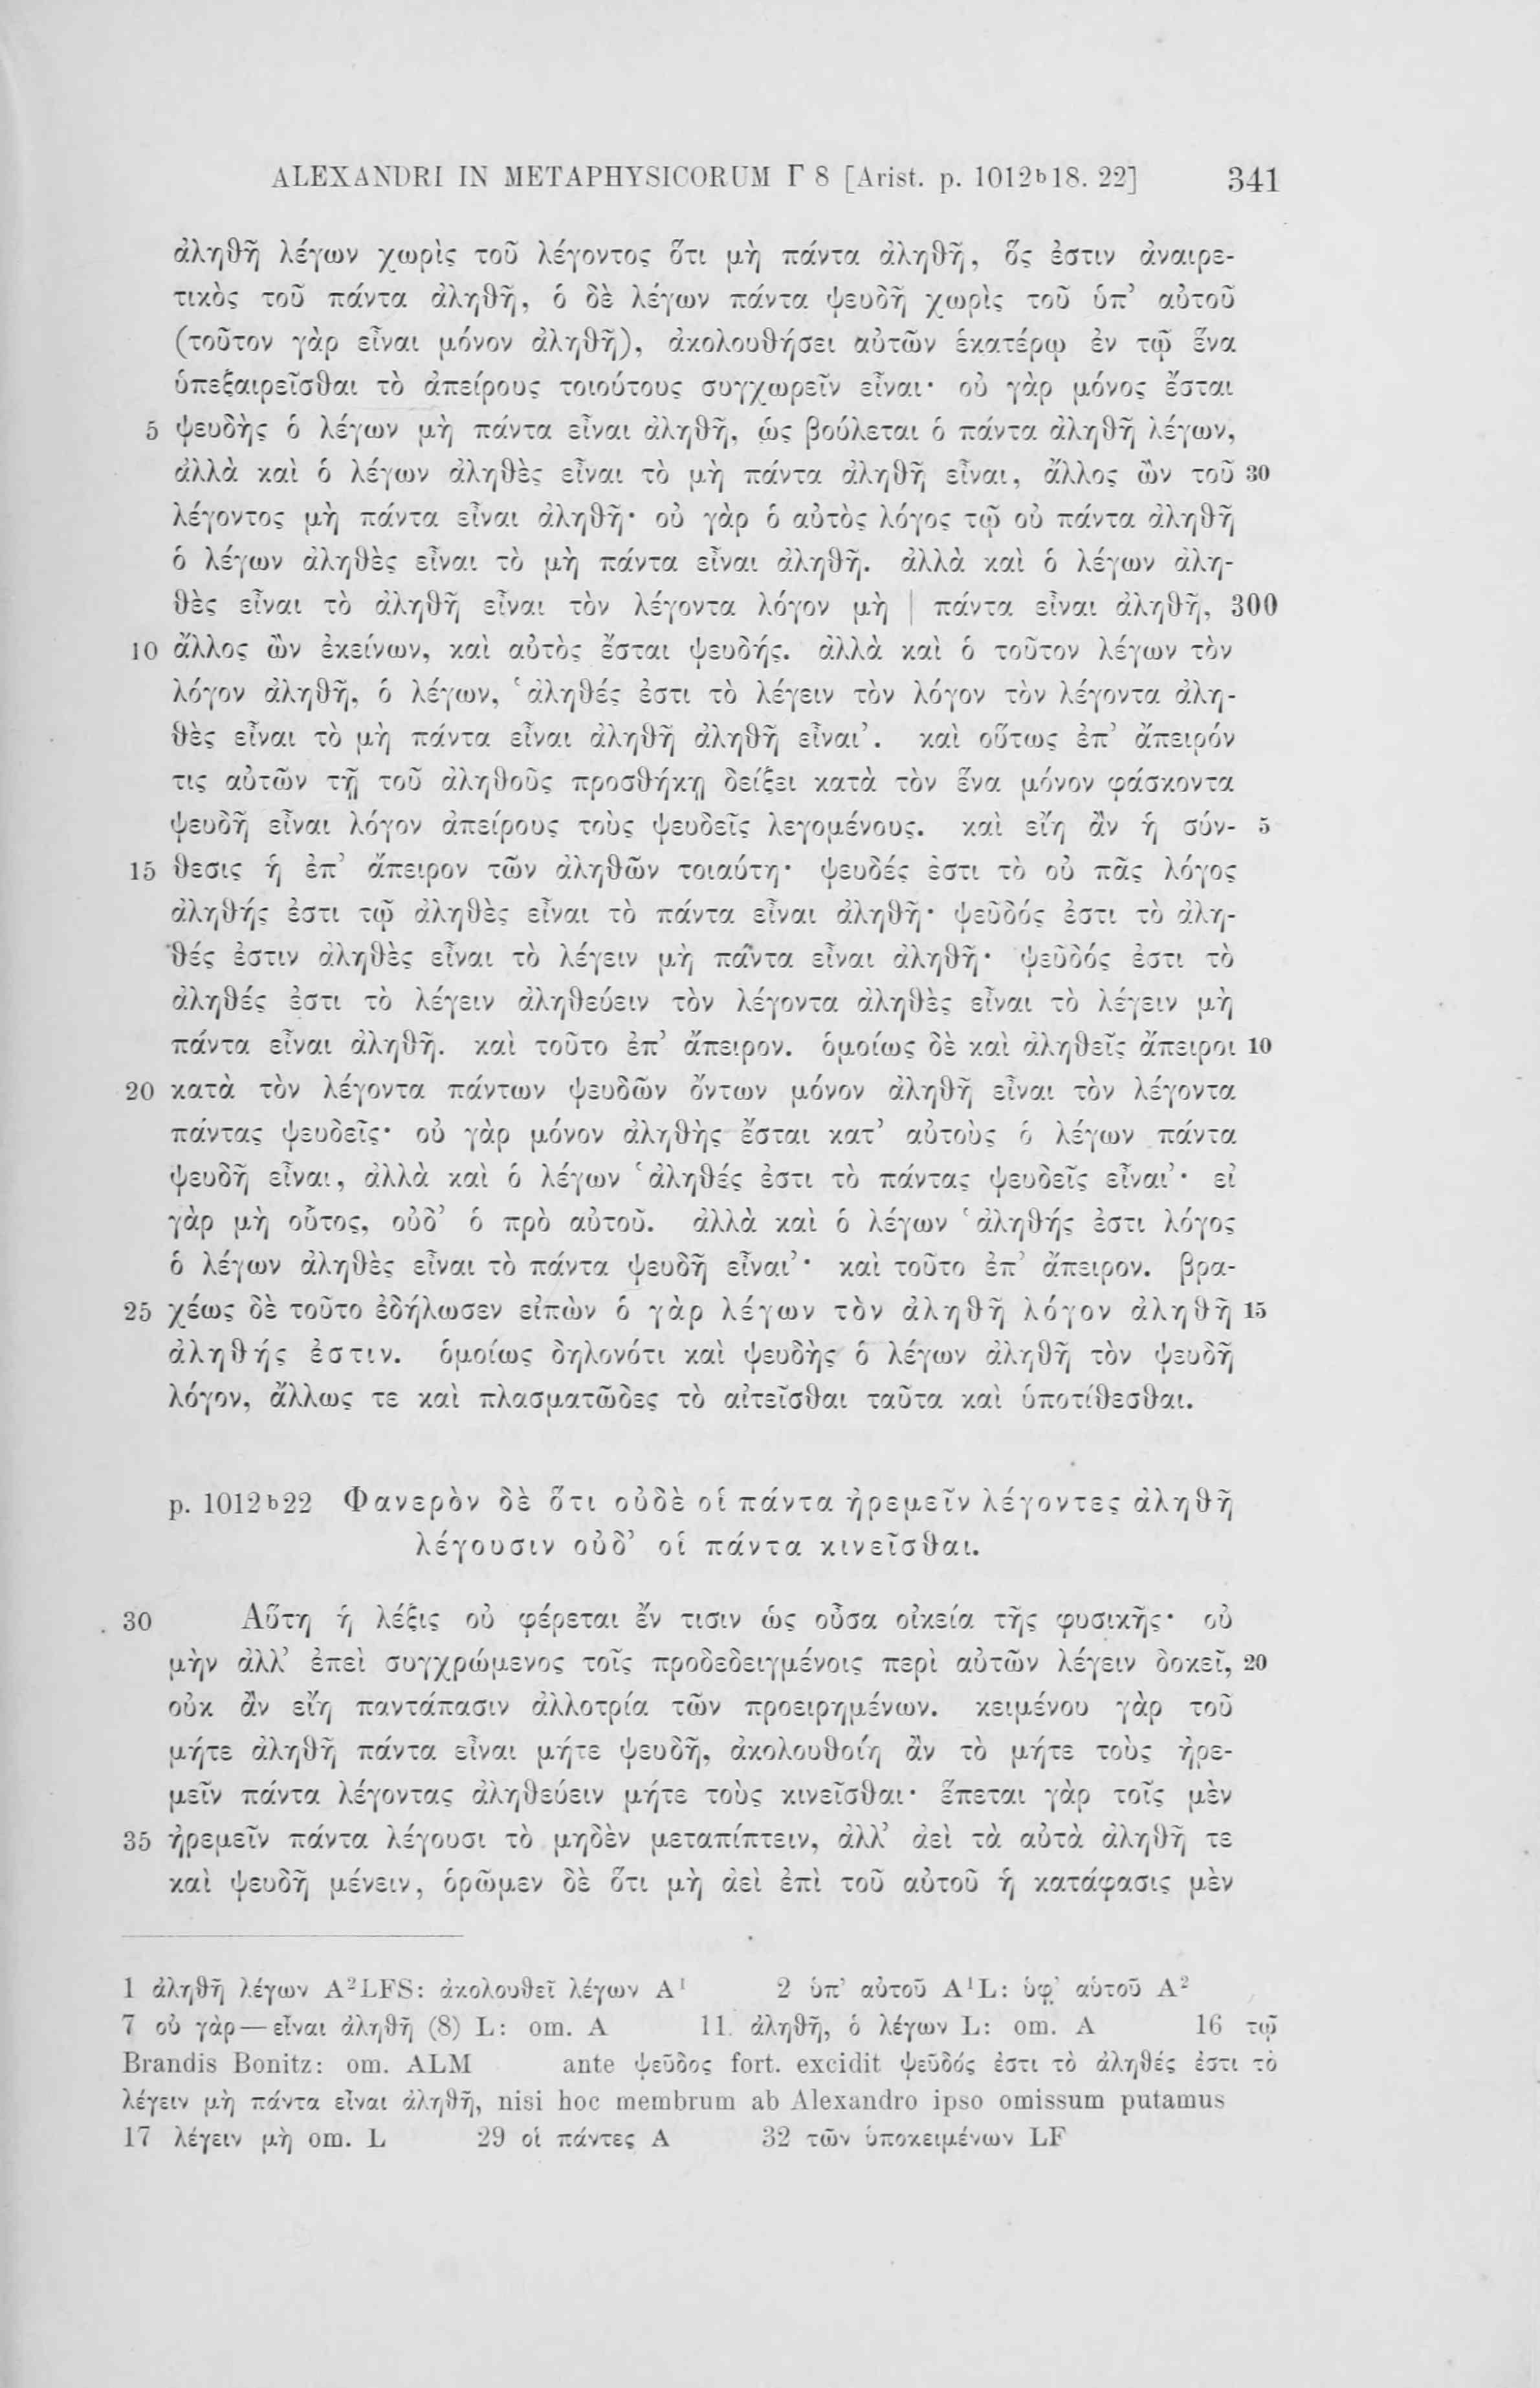 ALEXANDRI IN METAPHYSICORUM Γ 8 [Arist. p. 1012b18. 22] 341
ἀληθῆ λέγων χωρὶς τοῦ λέγοντος ὅτι μὴ πάντα ἀληθῆ, ὅς ἐστιν ἀναιρε-
τικὸς τοῦ πάντα ἀληθῆ, ὁ δὲ λέγων πάντα ψευδῆ χωρὶς τοῦ ὑπ’ αὐτοῦ
(τοῦτον γὰρ εἶναι μόνον ἀληθῆ), ἀκολουθήσει αὐτῶν ἑκατέρῳ ἐν τῷ ἕνα
ὑπεξαιρεῖσθαι τὸ ἀπείρους τοιούτους συγχωρεῖν εἶναι· οὐ γὰρ μόνος ἔσται
5 ψευδὴς ὁ λέγων μὴ πάντα εἶναι ἀληθῆ, ὡς βούλεται ὁ πάντα ἀληθῆ λέγων,
ἀλλὰ καὶ ὁ λέγων ἀληθὲς εἶναι τὸ μὴ πάντα ἀληθῆ εἶναι, ἄλλος ὢν τοῦ 30
λέγοντος μὴ πάντα εἶναι ἀληθῆ· οὐ γὰρ ὁ αὐτὸς λόγος τῷ οὐ πάντα ἀληθῆ
ὁ λέγων ἀληθὲς εἶναι τὸ μὴ πάντα εἶναι ἀληθῆ. ἀλλὰ καὶ ὁ λέγων ἀλη-
θὲς εἶναι τὸ ἀληθῆ εἶναι τὸν λέγοντα λόγον μὴ | πάντα εἶναι ἀληθῆ, 300
10 ἄλλος ὢν ἐκείνων, καὶ αὐτὸς ἔσται ψευδής. ἀλλὰ καὶ ὁ τοῦτον λέγων τὸν
λόγον ἀληθῆ, ὁ λέγων, ‘ἀληθές ἐστι τὸ λέγειν τὸν λόγον τὸν λέγοντα ἀλη-
θὲς εἶναι τὸ μὴ πάντα εἶναι ἀληθῆ ἀληθῆ εἶναι’. καὶ οὕτως ἐπ’ ἄπειρόν
τις αὐτῶν τῇ τοῦ ἀληθοῦς προσθήκῃ δείξει κατὰ τὸν ἕνα μόνον φάσκοντα
ψευδῆ εἶναι λόγον ἀπείρους τοὺς ψευδεῖς λεγομένους. καὶ εἴη ἂν ἡ σύν- 5
15 θεσις ἡ ἐπ’ ἄπειρον τῶν ἀληθῶν τοιαύτη· ψευδές ἐστι τὸ οὐ πᾶς λόγος
ἀληθής ἐστι τῷ ἀληθὲς εἶναι τὸ πάντα εἶναι ἀληθῆ· ψεῦδός ἐστι τὸ ἀλη-
θές ἐστιν ἀληθὲς εἶναι τὸ λέγειν μὴ πάντα εἶναι ἀληθῆ· ψεῦδός ἐστι τὸ
ἀληθές ἐστι τὸ λέγειν ἀληθεύειν τὸν λέγοντα ἀληθὲς εἶναι τὸ λέγειν μὴ
πάντα εἶναι ἀληθῆ. καὶ τοῦτο ἐπ’ ἄπειρον. ὁμοίως δὲ καὶ ἀληθεῖς ἄπειροι 10
20 κατὰ τὸν λέγοντα πάντων ψευδῶν ὄντων μόνον ἀληθῆ εἶναι τὸν λέγοντα
πάντας ψευδεῖς· οὐ γὰρ μόνον ἀληθὴς ἔσται κατ’ αὐτοὺς ὁ λέγων πάντα
ψευδῆ εἶναι, ἀλλὰ καὶ ὁ λέγων ‘ἀληθές ἐστι τὸ πάντας ψευδεῖς εἶναι’· εἰ
γὰρ μὴ οὗτος, οὐδ’ ὁ πρὸ αὐτοῦ. ἀλλὰ καὶ ὁ λέγων ‘ἀληθής ἐστι λόγος
ὁ λέγων ἀληθὲς εἶναι τὸ πάντα ψευδῆ εἶναι’· καὶ τοῦτο ἐπ’ ἄπειρον. βρα-
25 χέως δὲ τοῦτο ἐδήλωσεν εἰπὼν ὁ γὰρ λέγων τὸν ἀληθῆ λόγον ἀληθῆ 15
ἀληθής ἐστιν. ὁμοίως δηλονότι καὶ ψευδὴς ὁ λέγων ἀληθῆ τὸν ψευδῆ
λόγον, ἄλλως τε καὶ πλασματῶδες τὸ αἰτεῖσθαι ταῦτα καὶ ὑποτίθεσθαι.
p. 1012b22 Φανερὸν δὲ ὅτι οὐδὲ οἱ πάντα ἠρεμεῖν λέγοντες ἀληθῆ
λέγουσιν οὐδ’ οἱ πάντα κινεῖσθαι.
30 Αὕτη ἡ λέξις οὐ φέρεται ἔν τισιν ὡς οὖσα οἰκεία τῆς φυσικῆς· οὐ
μὴν ἀλλ’ ἐπεὶ συγχρώμενος τοῖς προδεδειγμένοις περὶ αὐτῶν λέγειν δοκεῖ, 20
οὐκ ἂν εἴη παντάπασιν ἀλλοτρία τῶν προειρημένων. κειμένου γὰρ τοῦ
μήτε ἀληθῆ πάντα εἶναι μήτε ψευδῆ, ἀκολουθοίη ἂν τὸ μήτε τοὺς ἠρε-
μεῖν πάντα λέγοντας ἀληθεύειν μήτε τοὺς κινεῖσθαι· ἕπεται γὰρ τοῖς μὲν
35 ἠρεμεῖν πάντα λέγουσι τὸ μηδὲν μεταπίπτειν, ἀλλ’ ἀεὶ τὰ αὐτὰ ἀληθῆ τε
καὶ ψευδῆ μένειν, ὁρῶμεν δὲ ὅτι μὴ ἀεὶ ἐπὶ τοῦ αὐτοῦ ἡ κατάφασις μὲν
1 ἀληθῆ λέγων A²LFS: ἀκολουθεῖ λέγων A¹ 2 ὑπ’ αὐτοῦ A¹L: ὑφ’ αὑτοῦ A²
7 οὐ γὰρ—εἶναι ἀληθῆ (8) L: om. A 11 ἀληθῆ, ὁ λέγων L: om. A 16 τῷ
Brandis Bonitz: om. ALM ante ψεῦδος fort. excidit ψεῦδός ἐστι τὸ ἀληθές ἐστι τὸ
λέγειν μὴ πάντα εἶναι ἀληθῆ, nisi hoc membrum ab Alexandro ipso omissum putamus
17 λέγειν μὴ om. L 29 οἱ πάντες A 32 τῶν ὑποκειμένων LF